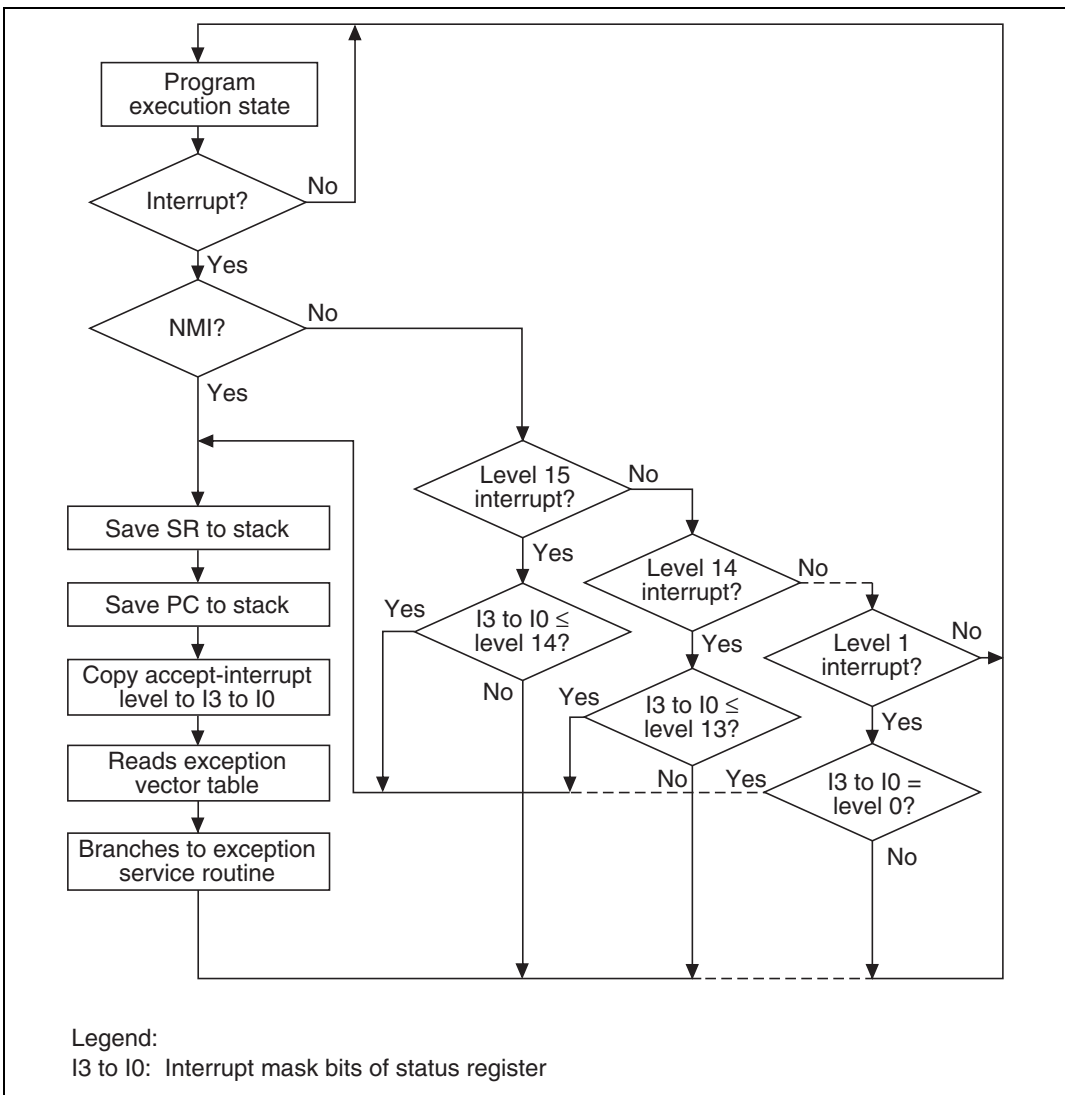 Program
execution state
Interrupt?
No
Yes
NMI?
No
Yes
Level 15
interrupt?
No
Yes
Level 14
interrupt?
No
Yes
Level 1
interrupt?
No
Yes
I3 to I0 ≤
level 14?
Yes
No
I3 to I0 ≤
level 13?
Yes
No
I3 to I0 =
level 0?
Yes
No
Save SR to stack
Save PC to stack
Copy accept-interrupt
level to I3 to I0
Reads exception
vector table
Branches to exception
service routine
Legend:
I3 to I0: Interrupt mask bits of status register